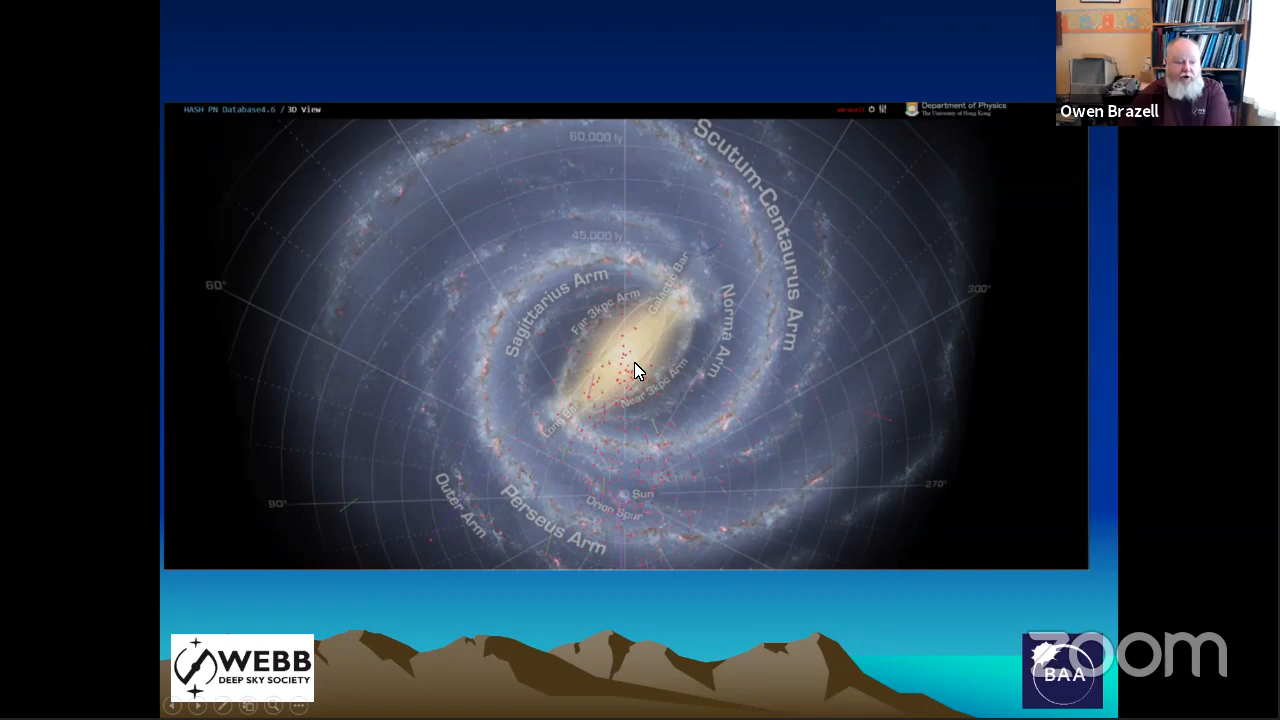 HASH PN Database4.6 / 3D View
Department of Physics
The University of Hong Kong
Owen Brazell
60,000 ly
Scutum-Centaurus Arm
45,000 ly
Galactic Bar
Sagittarius Arm
Far 3kpc Arm
Norma Arm
60°
300°
Near 3kpc Arm
Long Bar
Sun
Orion Spur
Perseus Arm
Outer Arm
90°
270°
WEBB
DEEP SKY SOCIETY
zoom
BAA